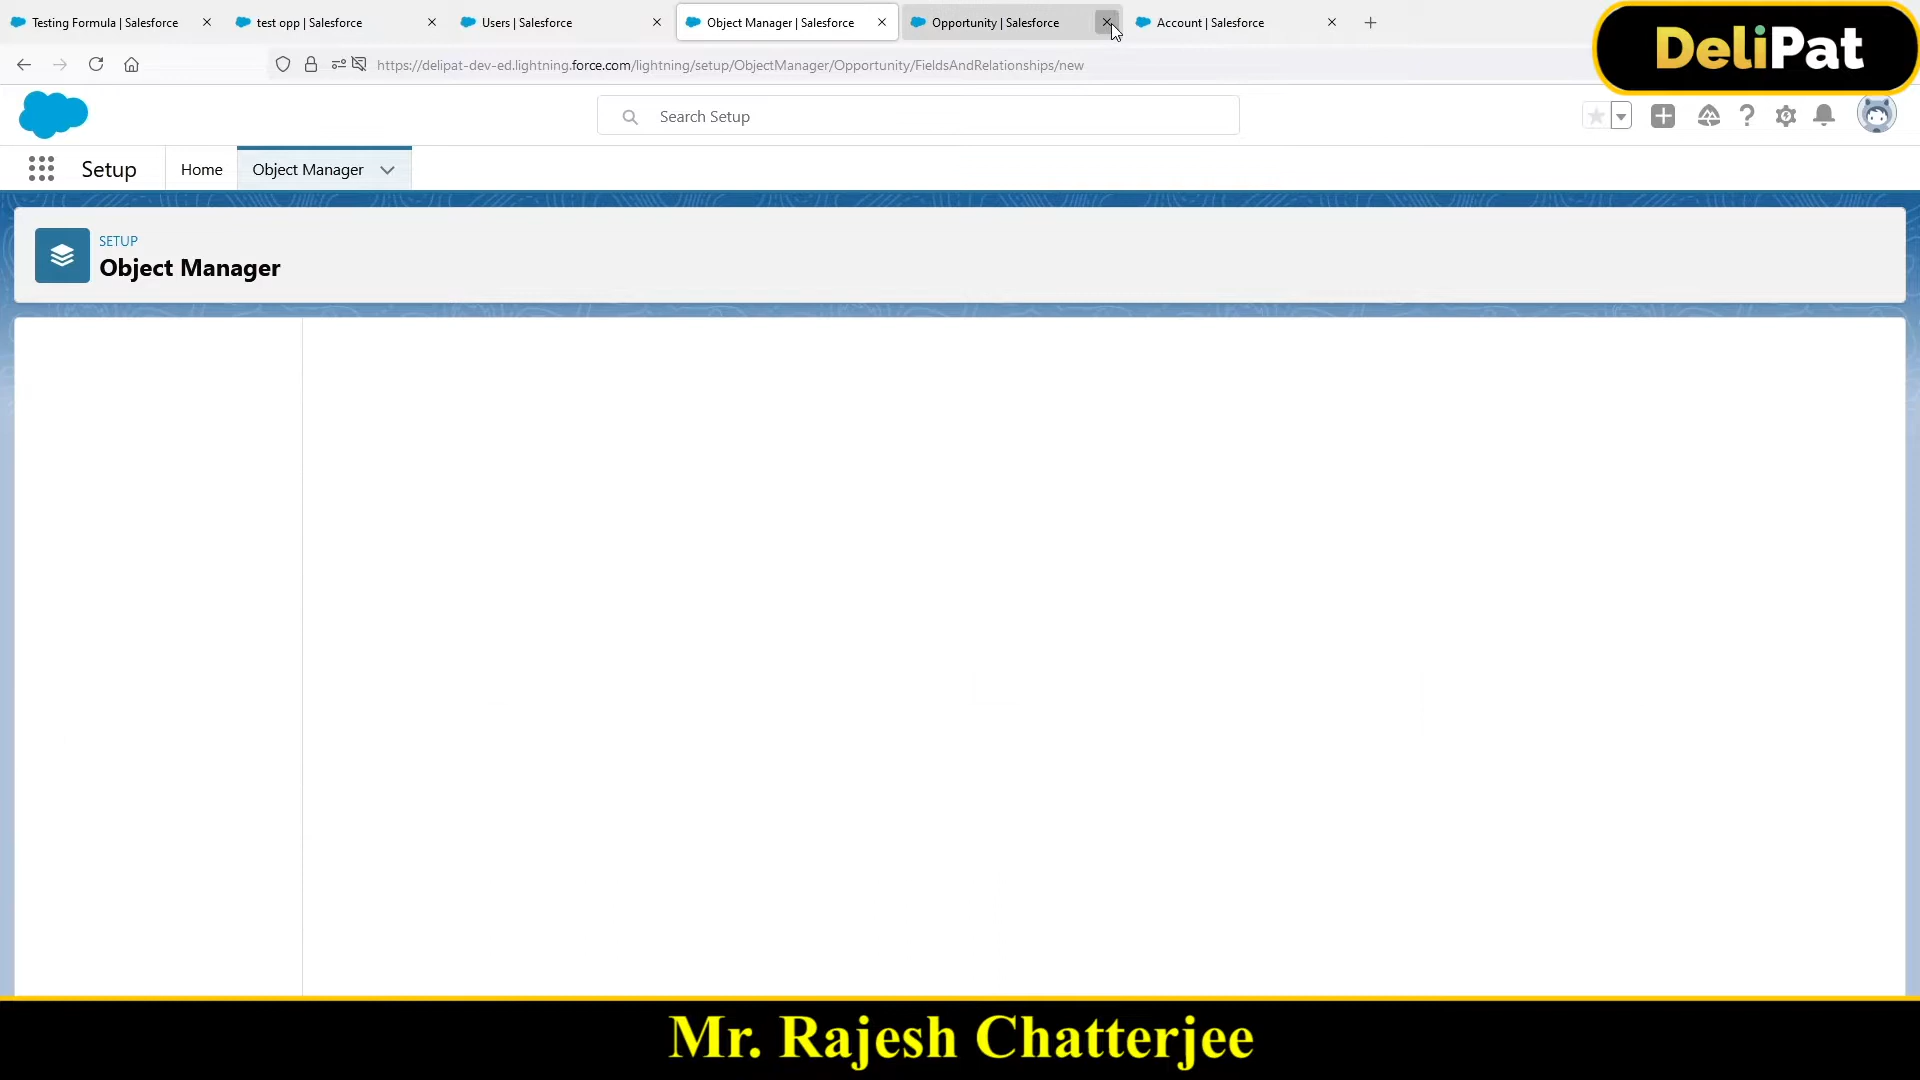 Testing Formula | Salesforce
test opp | Salesforce
Users | Salesforce
Object Manager | Salesforce
Opportunity | Salesforce
Account | Salesforce
https://delipat-dev-ed.lightning.force.com/lightning/setup/ObjectManager/Opportunity/FieldsAndRelationships/new
DeliPat
Search Setup
Setup
Home
Object Manager
SETUP
Object Manager
Mr. Rajesh Chatterjee